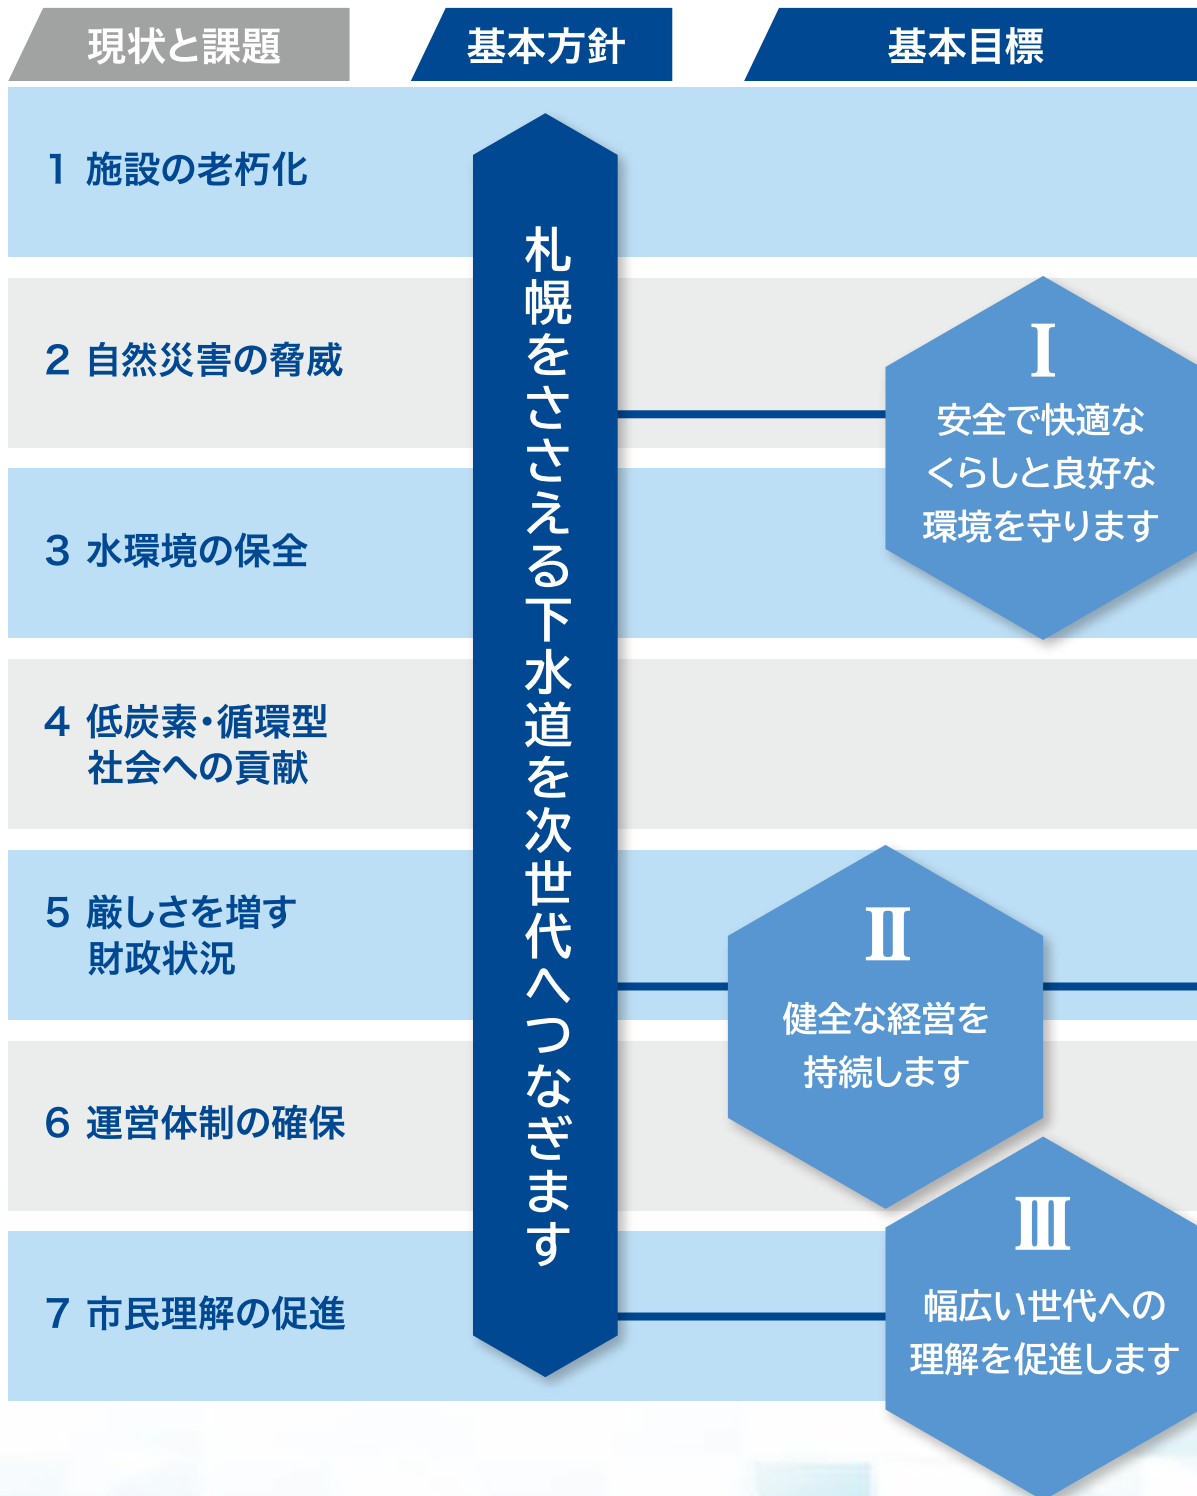 現状と課題
基本方針
基本目標
1 施設の老朽化
2 自然災害の脅威
3 水環境の保全
4 低炭素・循環型
社会への貢献
5 厳しさを増す
財政状況
6 運営体制の確保
7 市民理解の促進
札幌をささえる下水道を次世代へつなぎます
Ⅰ
安全で快適な
くらしと良好な
環境を守ります
Ⅱ
健全な経営を
持続します
Ⅲ
幅広い世代への
理解を促進します